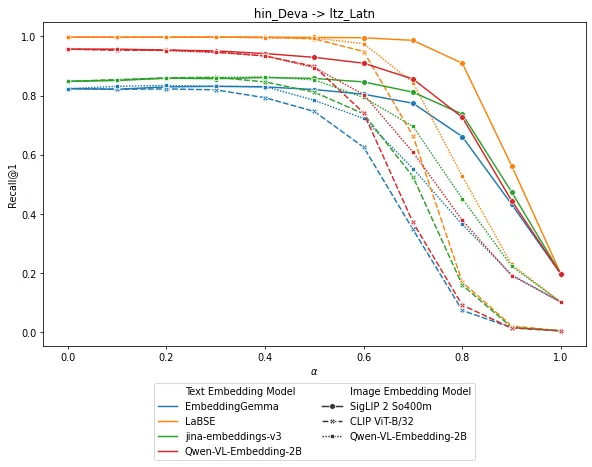 hin_Deva -> ltz_Latn
1.0
0.8
0.6
0.4
0.2
0.0
Recall@1
0.0 0.2 0.4 0.6 0.8 1.0
α
Text Embedding Model Image Embedding Model
EmbeddingGemma SigLIP 2 So400m
LaBSE CLIP ViT-B/32
jina-embeddings-v3 Qwen-VL-Embedding-2B
Qwen-VL-Embedding-2B